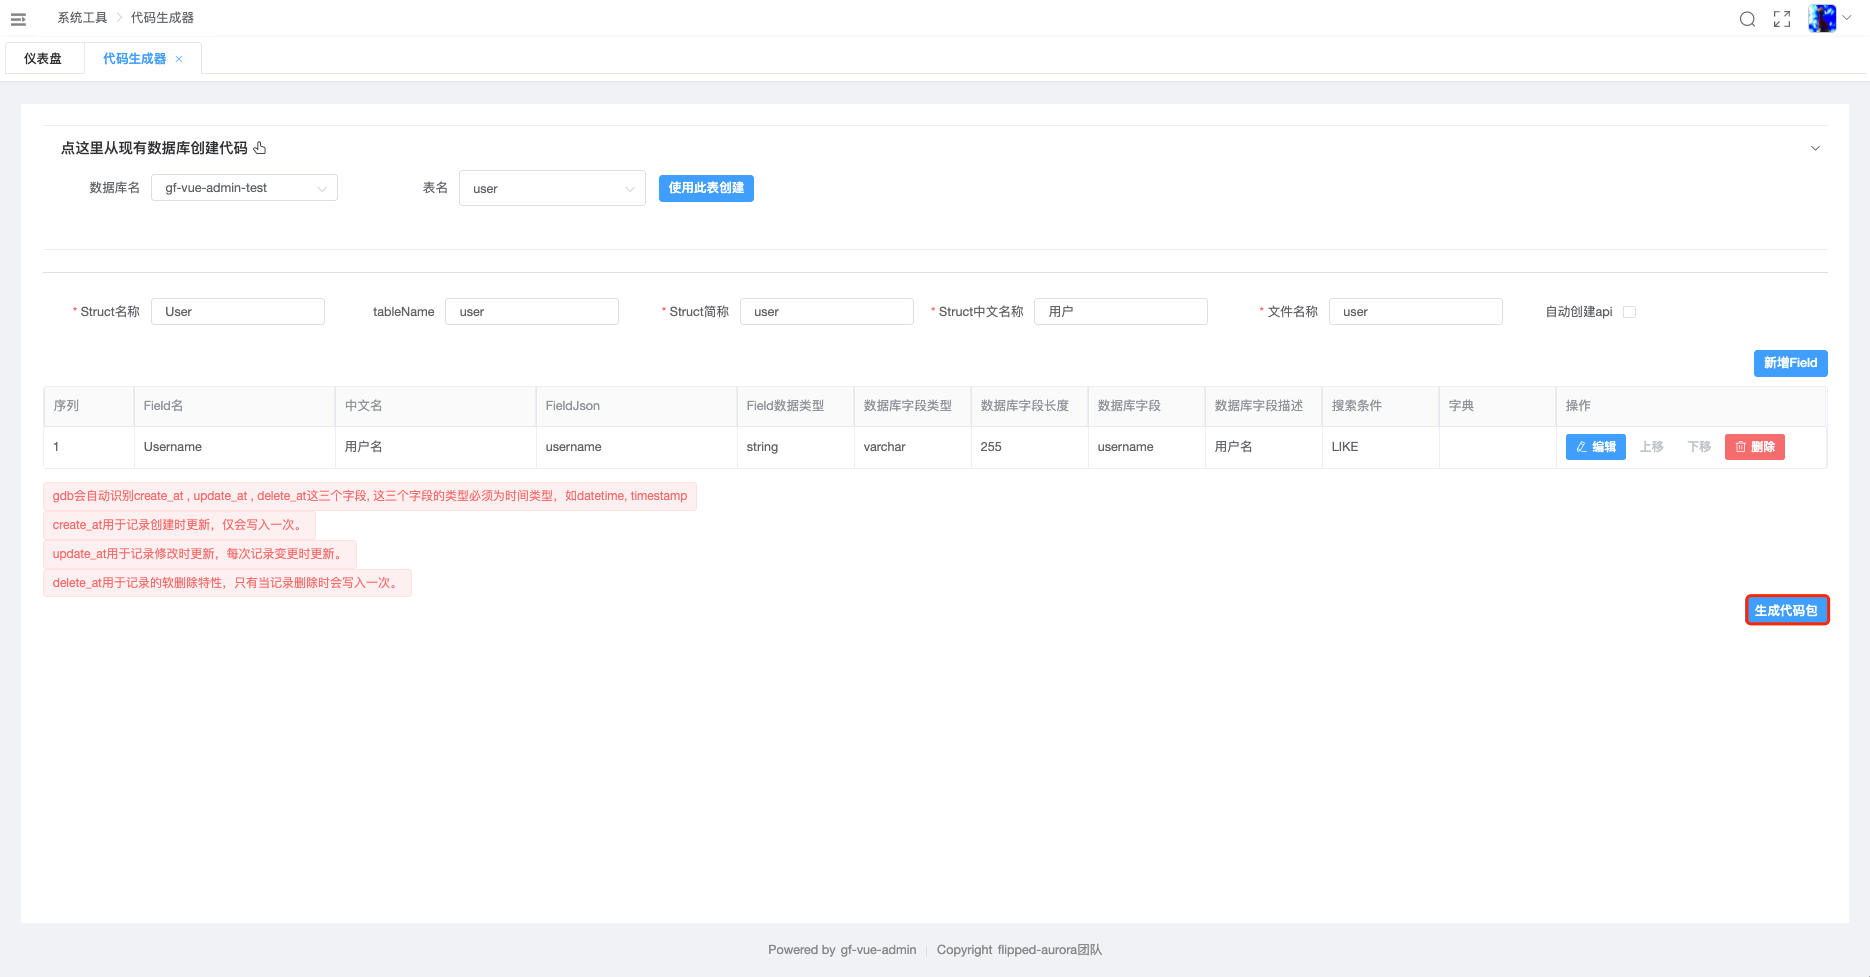 系统工具 代码生成器
仪表盘 代码生成器
点这里从现有数据库创建代码
数据库名 gf-vue-admin-test 表名 user 使用此表创建
* Struct名称 User tableName user * Struct简称 user * Struct中文名称 用户 * 文件名称 user 自动创建api
新增Field
序列 Field名 中文名 FieldJson Field数据类型 数据库字段类型 数据库字段长度 数据库字段 数据库字段描述 搜索条件 字典 操作
1 Username 用户名 username string varchar 255 username 用户名 LIKE 编辑 上移 下移 删除
gdb会自动识别create_at , update_at , delete_at这三个字段, 这三个字段的类型必须为时间类型，如datetime, timestamp
create_at用于记录创建时更新，仅会写入一次。
update_at用于记录修改时更新，每次记录变更时更新。
delete_at用于记录的软删除特性，只有当记录删除时会写入一次。
生成代码包
Powered by gf-vue-admin Copyright flipped-aurora团队